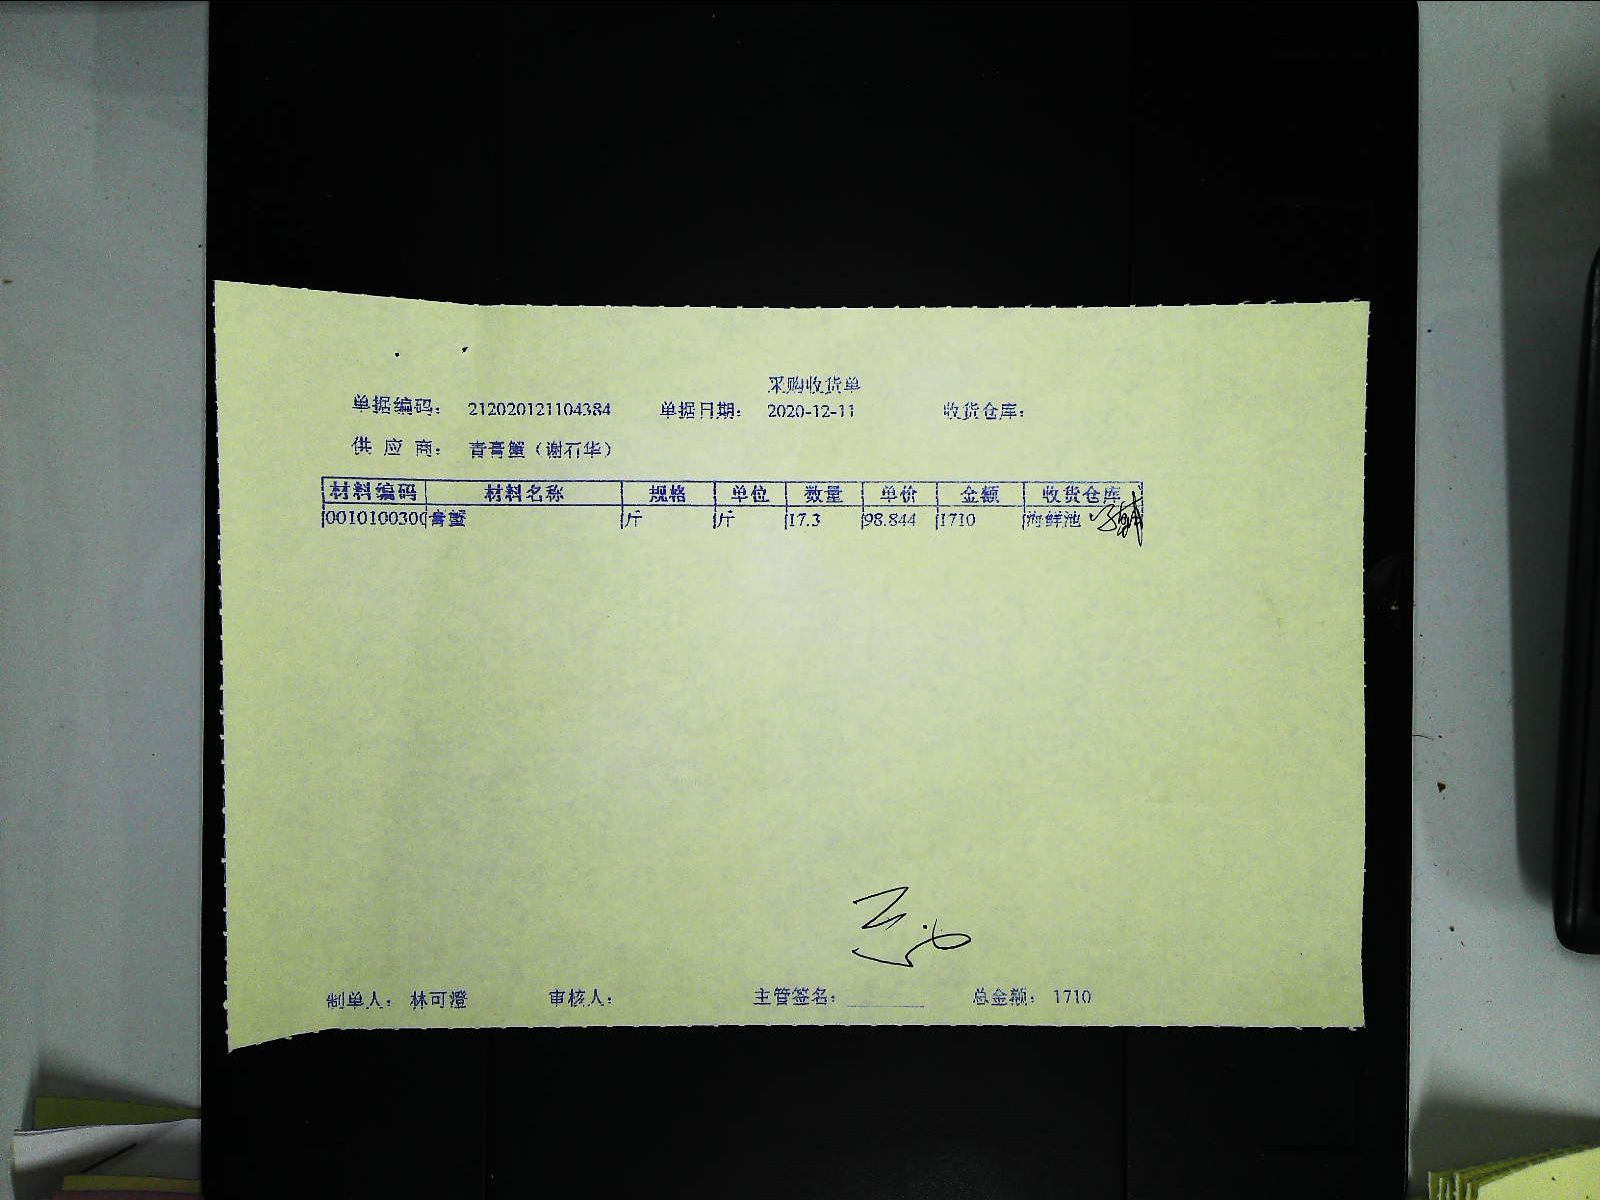 采购收货单
单据编码: 212020121104384 单据日期: 2020-12-11 收货仓库:
供 应 商: 青膏蟹 (谢石华)
材料编码 材料名称 规格 单位 数量 单价 金额 收货仓库
0010100300 膏蟹 斤 斤 17.3 98.844 1710 海鲜池
制单人: 林可澄 审核人: 主管签名: 总金额: 1710